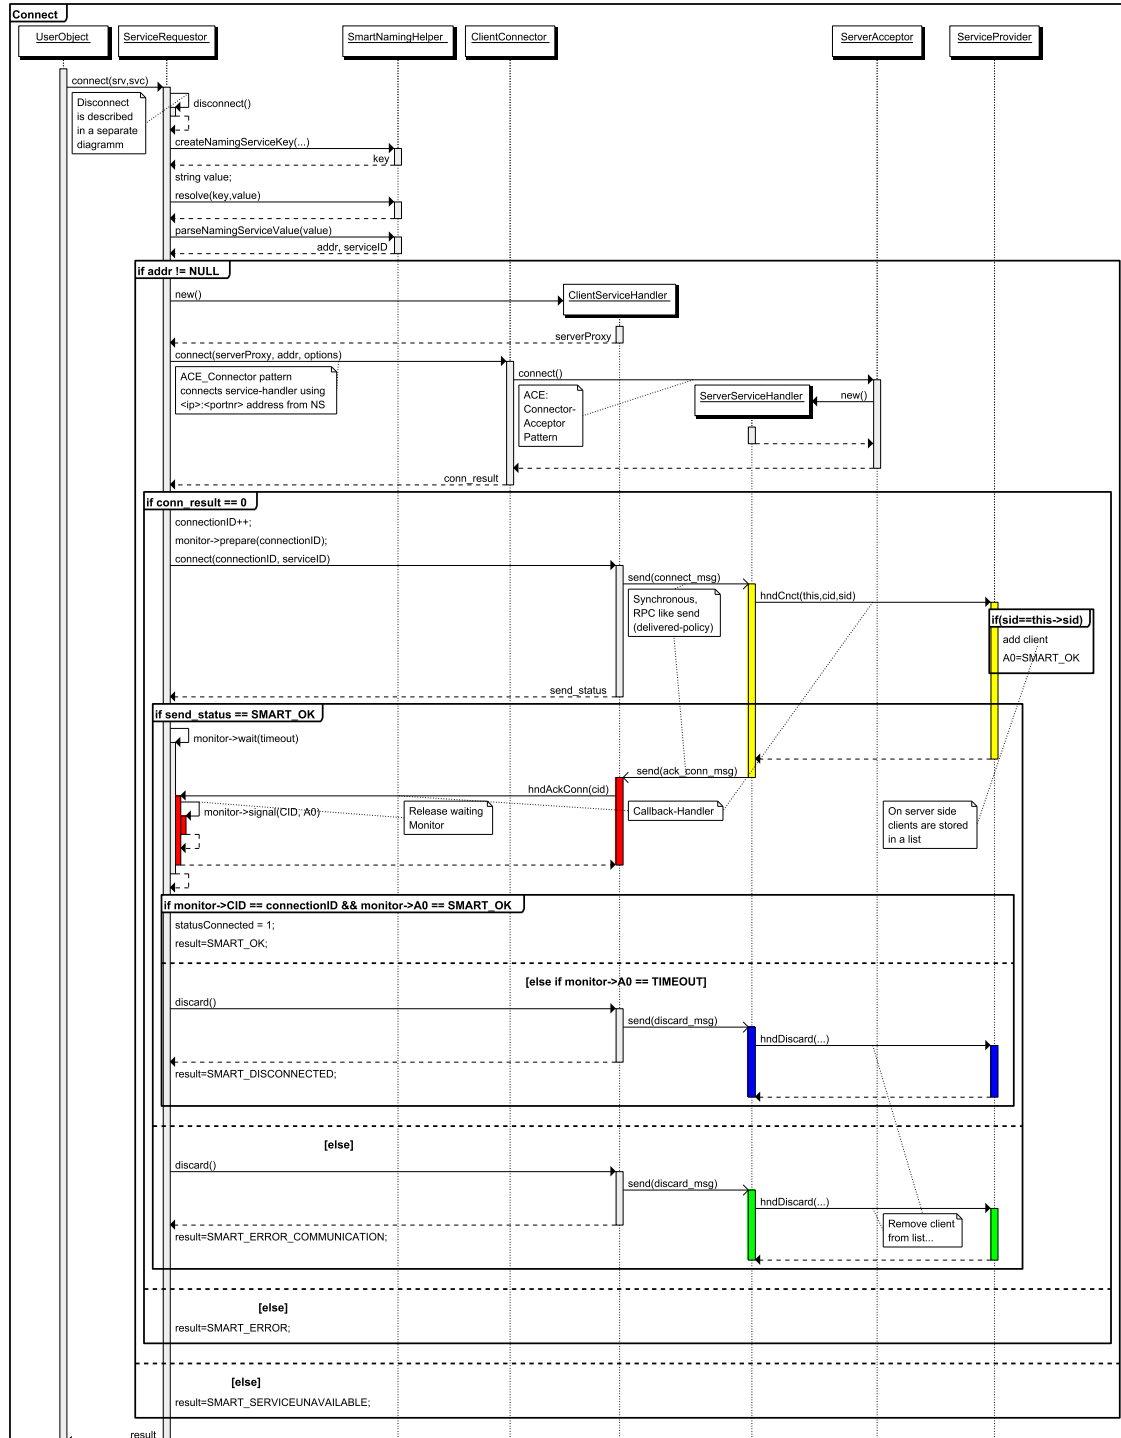 Connect
UserObject
ServiceRequestor
SmartNamingHelper
ClientConnector
ServerAcceptor
ServiceProvider
connect(srv,svc)
Disconnect
is described
in a separate
diagramm
disconnect()
createNamingServiceKey(...)
key
string value;
resolve(key,value)
parseNamingServiceValue(value)
addr, serviceID
if addr != NULL
new()
ClientServiceHandler
serverProxy
connect(serverProxy, addr, options)
ACE_Connector pattern
connects service-handler using
<ip>:<portnr> address from NS
connect()
ACE:
Connector-
Acceptor
Pattern
ServerServiceHandler
new()
conn_result
if conn_result == 0
connectionID++;
monitor->prepare(connectionID);
connect(connectionID, serviceID)
send(connect_msg)
Synchronous,
RPC like send
(delivered-policy)
hndCnct(this,cid,sid)
if(sid==this->sid)
add client
A0=SMART_OK
send_status
if send_status == SMART_OK
monitor->wait(timeout)
send(ack_conn_msg)
hndAckConn(cid)
monitor->signal(CID, A0)
Release waiting
Monitor
Callback-Handler
On server side
clients are stored
in a list
if monitor->CID == connectionID && monitor->A0 == SMART_OK
statusConnected = 1;
result=SMART_OK;
[else if monitor->A0 == TIMEOUT]
discard()
send(discard_msg)
hndDiscard(...)
result=SMART_DISCONNECTED;
[else]
discard()
send(discard_msg)
hndDiscard(...)
Remove client
from list...
result=SMART_ERROR_COMMUNICATION;
[else]
result=SMART_ERROR;
[else]
result=SMART_SERVICEUNAVAILABLE;
result